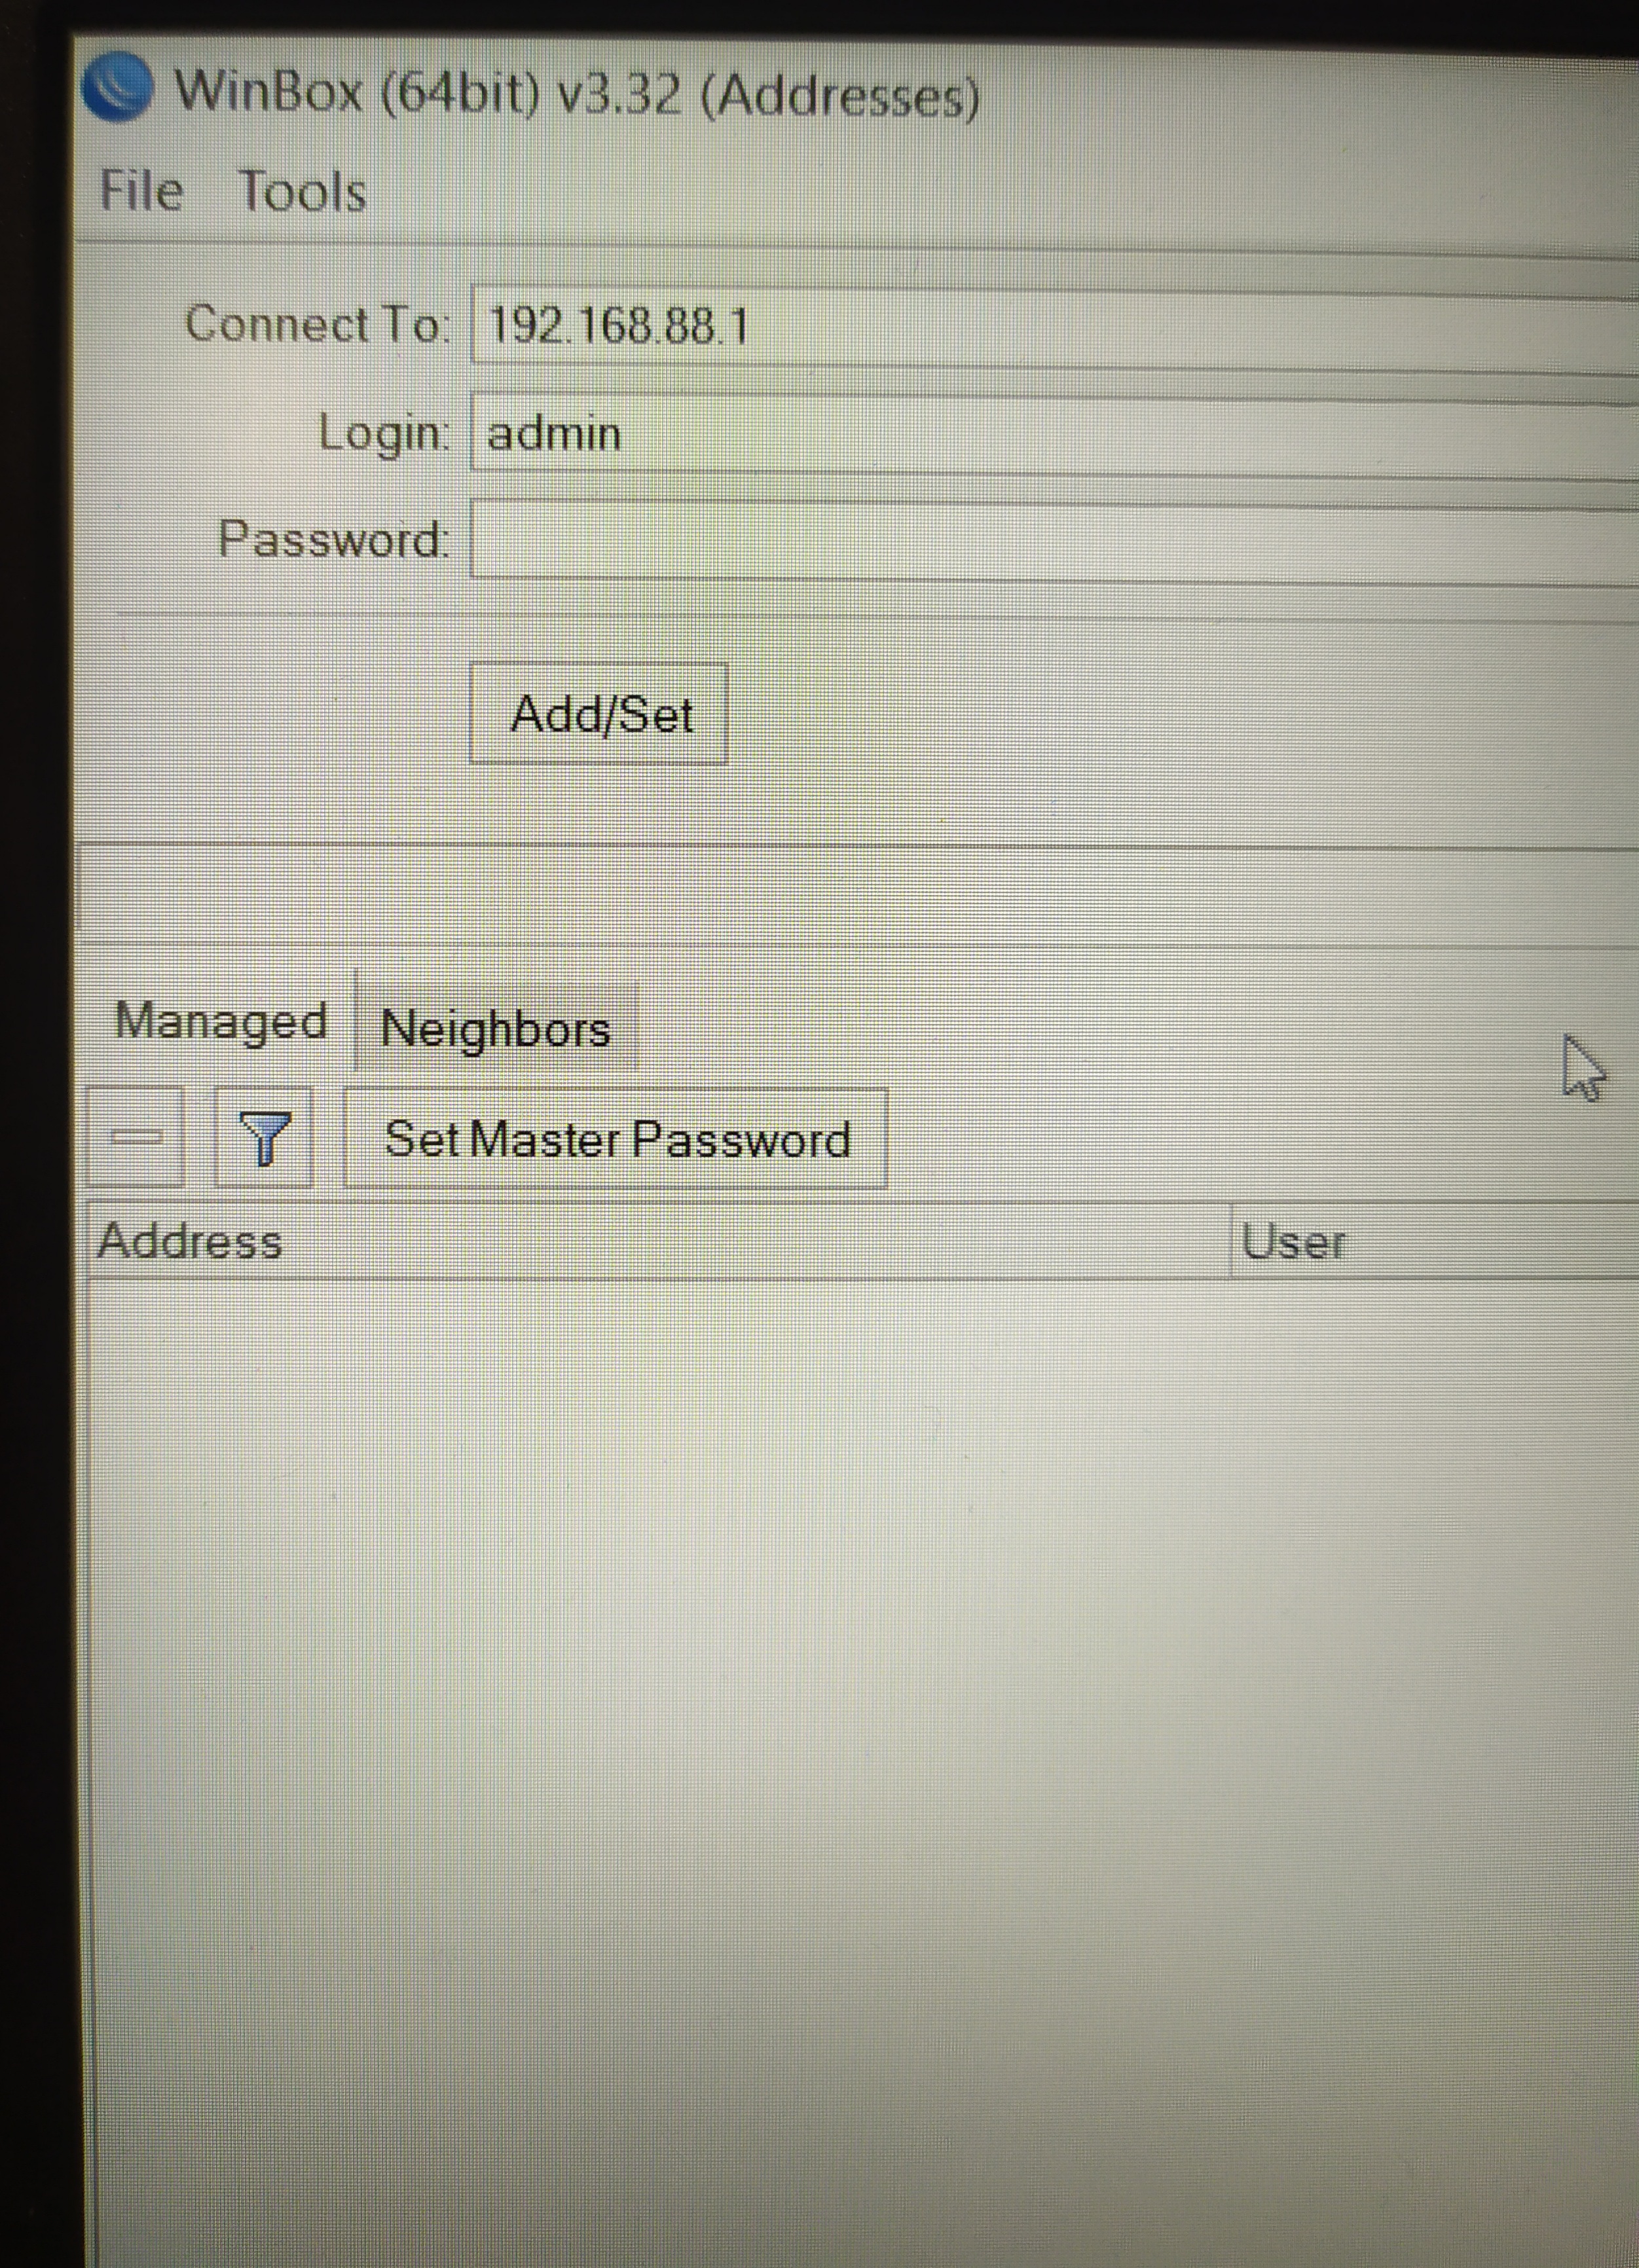 WinBox (64bit) v3.32 (Addresses)
File Tools
Connect To: 192.168.88.1
Login: admin
Password:
Add/Set
Managed Neighbors
Set Master Password
Address User